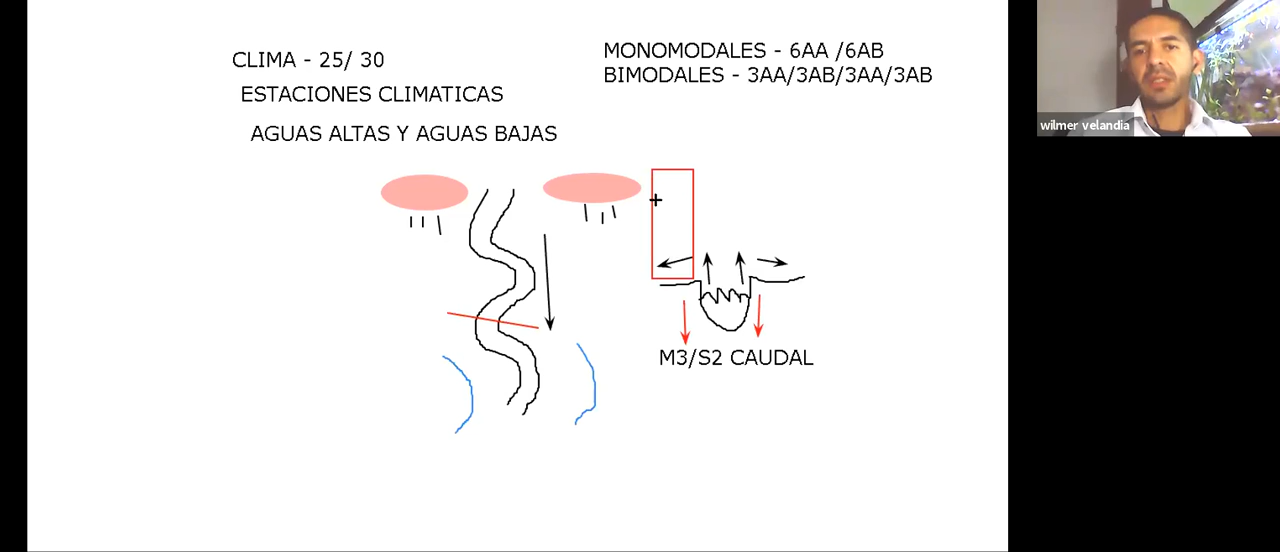 CLIMA - 25/ 30
ESTACIONES CLIMATICAS
AGUAS ALTAS Y AGUAS BAJAS
MONOMODALES - 6AA /6AB
BIMODALES - 3AA/3AB/3AA/3AB
M3/S2 CAUDAL
wilmer velandia